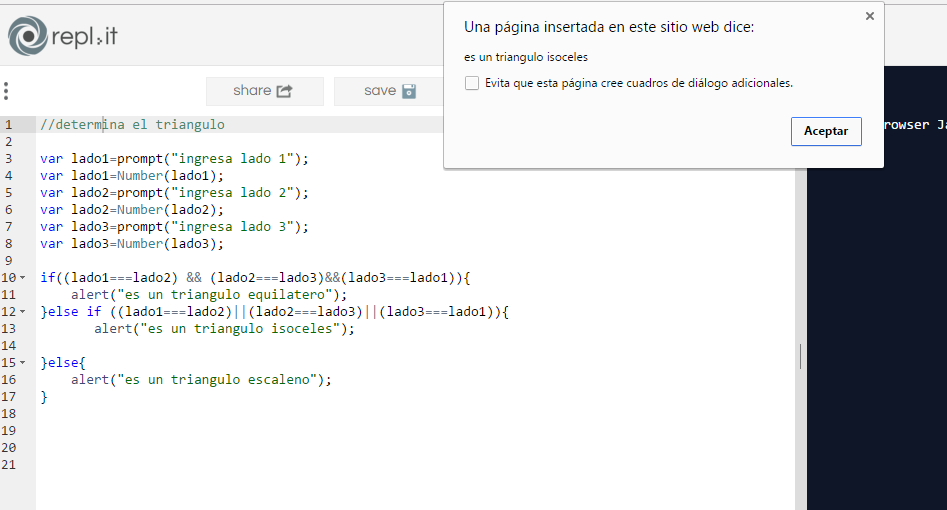 repl.it
share
save
Una página insertada en este sitio web dice:
es un triangulo isoceles
Evita que esta página cree cuadros de diálogo adicionales.
Aceptar
rowser Ja
1 //determina el triangulo
2
3 var lado1=prompt("ingresa lado 1");
4 var lado1=Number(lado1);
5 var lado2=prompt("ingresa lado 2");
6 var lado2=Number(lado2);
7 var lado3=prompt("ingresa lado 3");
8 var lado3=Number(lado3);
9
10 if((lado1===lado2) && (lado2===lado3)&&(lado3===lado1)){
11 alert("es un triangulo equilatero");
12 }else if ((lado1===lado2)||(lado2===lado3)||(lado3===lado1)){
13 alert("es un triangulo isoceles");
14
15 }else{
16 alert("es un triangulo escaleno");
17 }
18
19
20
21